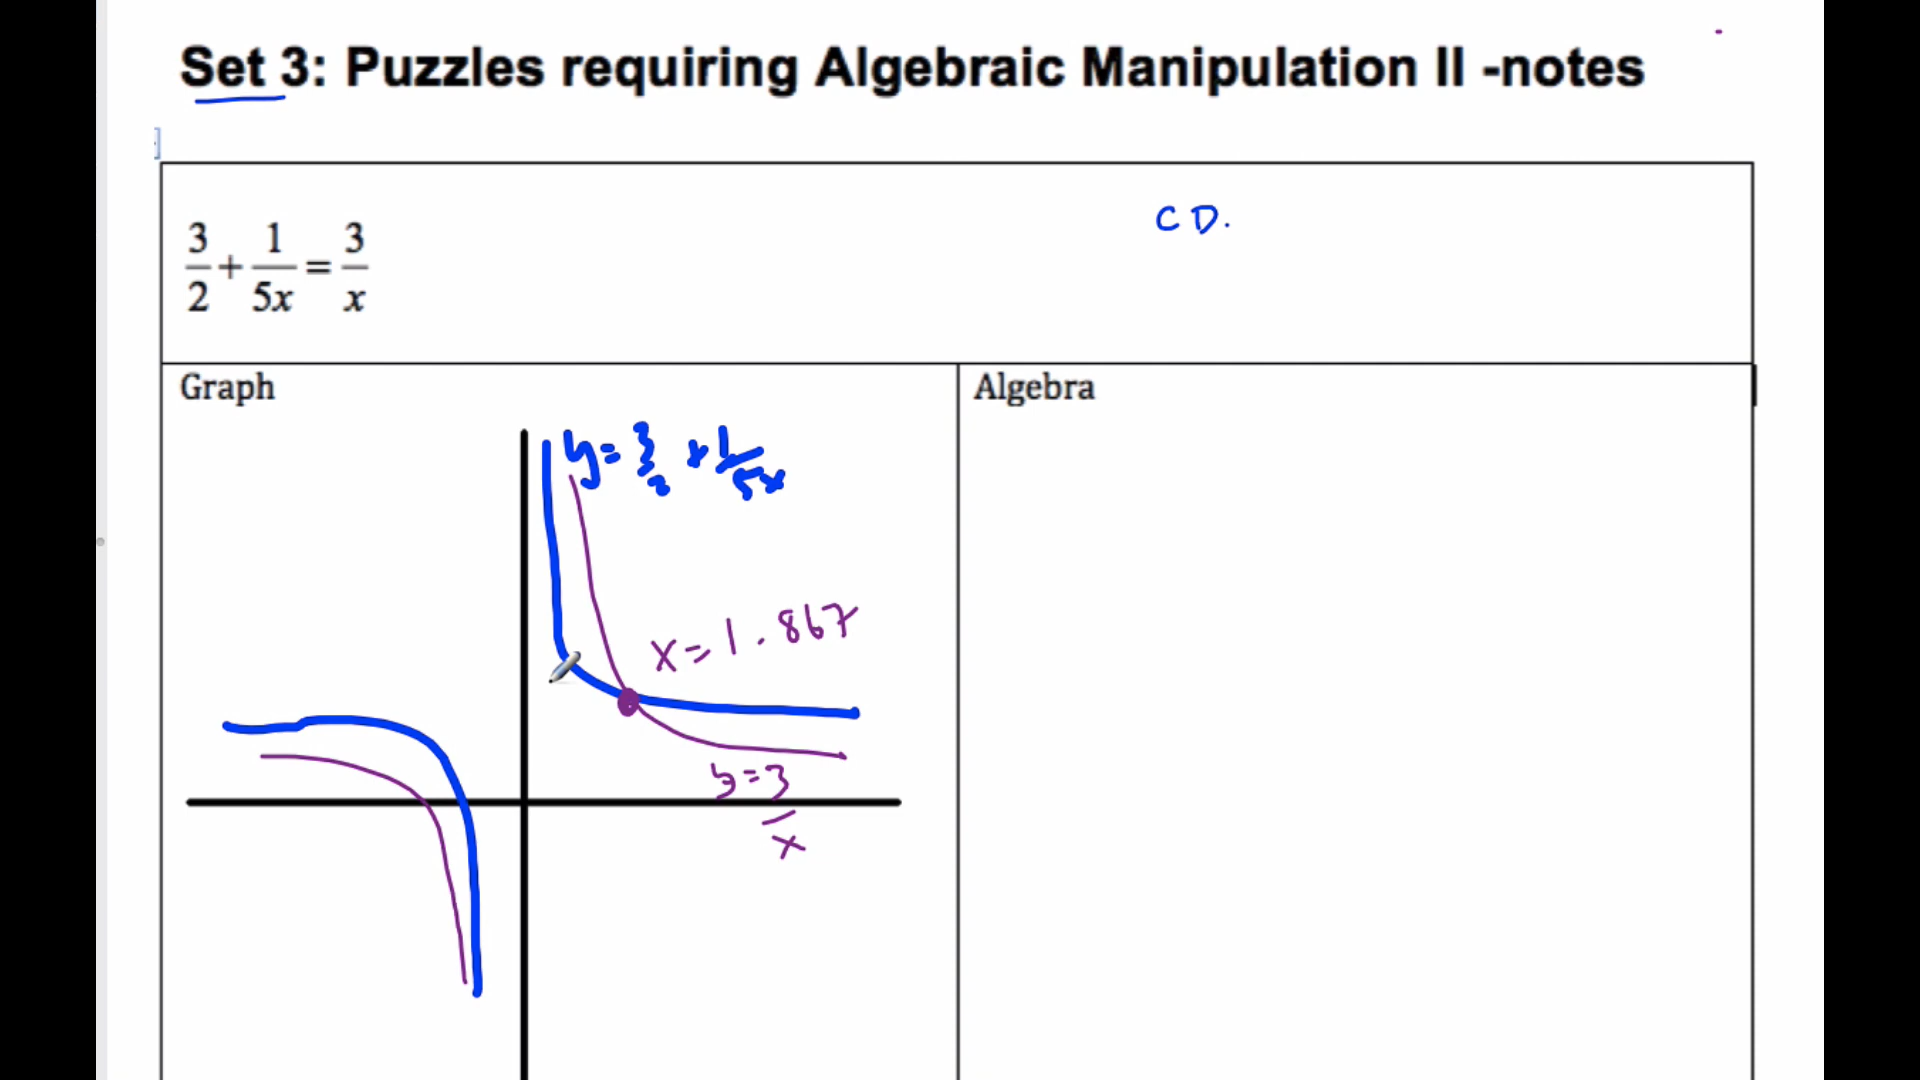 Set 3: Puzzles requiring Algebraic Manipulation II -notes
CD.
3/2 + 1/5x = 3/x
Graph
Algebra
y = 3/2 + 1/5x
x = 1.867
y = 3/x